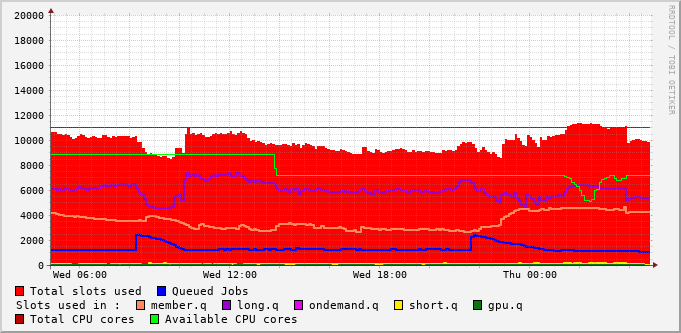 20000
18000
16000
14000
12000
10000
8000
6000
4000
2000
0
Wed 06:00 Wed 12:00 Wed 18:00 Thu 00:00
RRDTOOL / TOBI OETIKER
Total slots used Queued Jobs
Slots used in : member.q long.q ondemand.q short.q gpu.q
Total CPU cores Available CPU cores